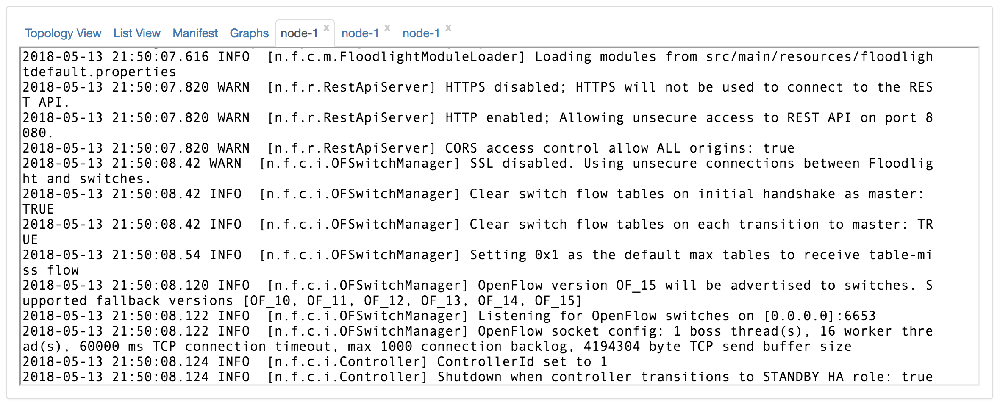 Topology View List View Manifest Graphs node-1 x node-1 x node-1 x
2018-05-13 21:50:07.616 INFO  [n.f.c.m.FloodlightModuleLoader] Loading modules from src/main/resources/floodligh
tdefault.properties
2018-05-13 21:50:07.820 WARN  [n.f.r.RestApiServer] HTTPS disabled; HTTPS will not be used to connect to the RES
T API.
2018-05-13 21:50:07.820 WARN  [n.f.r.RestApiServer] HTTP enabled; Allowing unsecure access to REST API on port 8
080.
2018-05-13 21:50:07.820 WARN  [n.f.r.RestApiServer] CORS access control allow ALL origins: true
2018-05-13 21:50:08.42 WARN  [n.f.c.i.OFSwitchManager] SSL disabled. Using unsecure connections between Floodlig
ht and switches.
2018-05-13 21:50:08.42 INFO  [n.f.c.i.OFSwitchManager] Clear switch flow tables on initial handshake as master:
TRUE
2018-05-13 21:50:08.42 INFO  [n.f.c.i.OFSwitchManager] Clear switch flow tables on each transition to master: TR
UE
2018-05-13 21:50:08.54 INFO  [n.f.c.i.OFSwitchManager] Setting 0x1 as the default max tables to receive table-mi
ss flow
2018-05-13 21:50:08.120 INFO  [n.f.c.i.OFSwitchManager] OpenFlow version OF_15 will be advertised to switches. S
upported fallback versions [OF_10, OF_11, OF_12, OF_13, OF_14, OF_15]
2018-05-13 21:50:08.122 INFO  [n.f.c.i.OFSwitchManager] Listening for OpenFlow switches on [0.0.0.0]:6653
2018-05-13 21:50:08.122 INFO  [n.f.c.i.OFSwitchManager] OpenFlow socket config: 1 boss thread(s), 16 worker thre
ad(s), 60000 ms TCP connection timeout, max 1000 connection backlog, 4194304 byte TCP send buffer size
2018-05-13 21:50:08.124 INFO  [n.f.c.i.Controller] ControllerId set to 1
2018-05-13 21:50:08.124 INFO  [n.f.c.i.Controller] Shutdown when controller transitions to STANDBY HA role: true